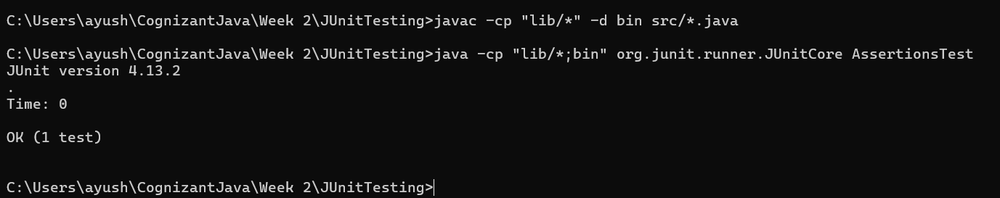 C:\Users\ayush\CognizantJava\Week 2\JUnitTesting>javac -cp "lib/*" -d bin src/*.java
C:\Users\ayush\CognizantJava\Week 2\JUnitTesting>java -cp "lib/*;bin" org.junit.runner.JUnitCore AssertionsTest
JUnit version 4.13.2
.
Time: 0
OK (1 test)
C:\Users\ayush\CognizantJava\Week 2\JUnitTesting>